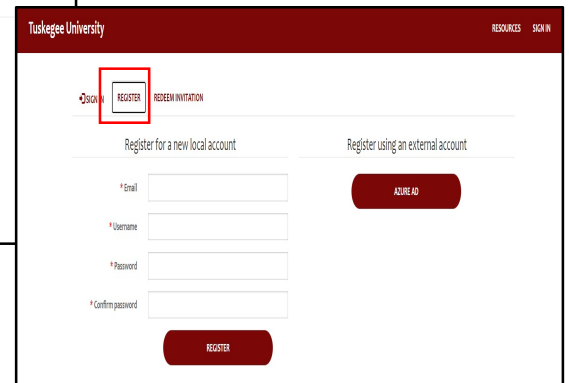 Tuskegee University RESOURCES SIGN IN
SIGN IN REGISTER REDEEM INVITATION
Register for a new local account Register using an external account
* Email AZURE AD
* Username
* Password
* Confirm password
REGISTER